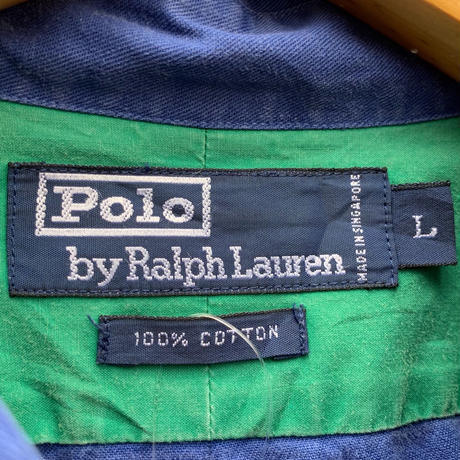 Polo
by Ralph Lauren
MADE IN SINGAPORE
L
100% COTTON